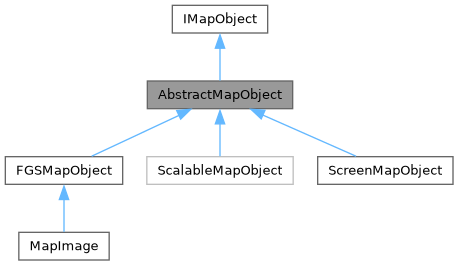 IMapObject
AbstractMapObject
FGSMapObject
ScalableMapObject
ScreenMapObject
MapImage